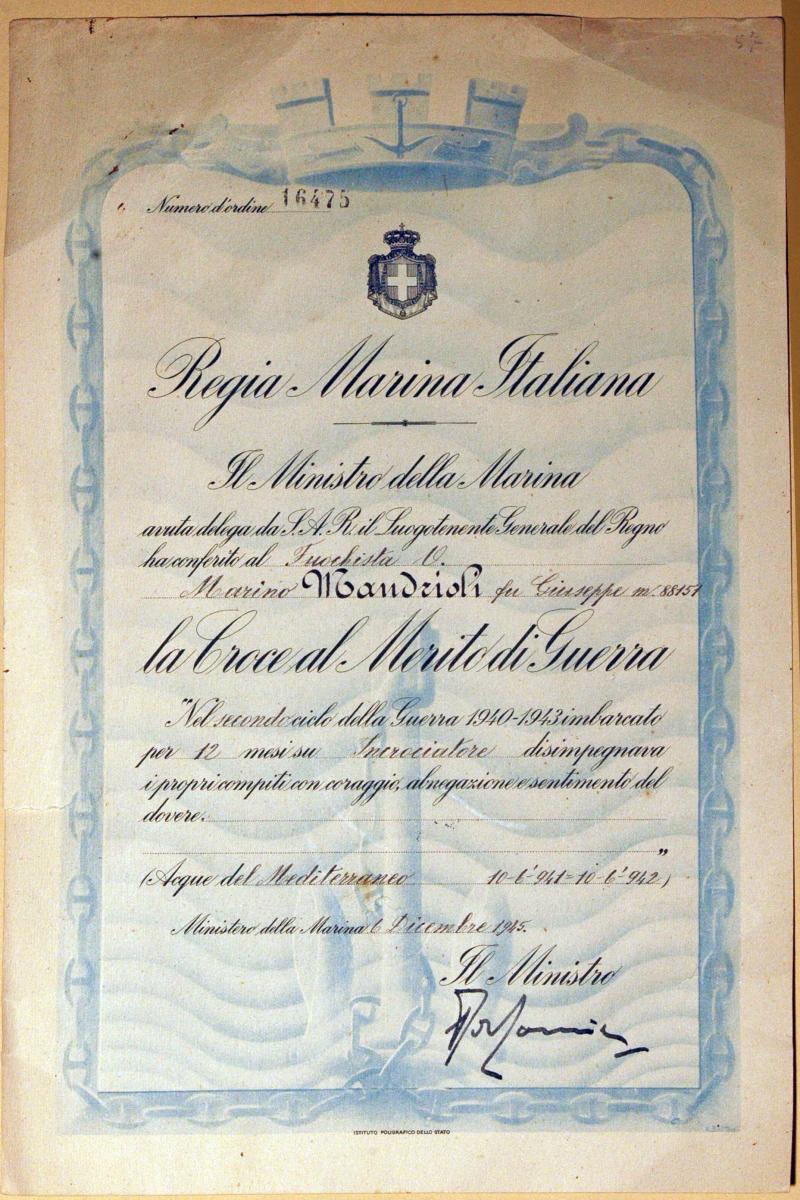 57
Numero d'ordine 16475
Regia Marina Italiana
Il Ministro della Marina
avuta delega da S.A.R. il Luogotenente Generale del Regno
ha conferito al Fuochista O.
Marino Mandrioli fu Giuseppe m. 88151
la Croce al Merito di Guerra
"Nel secondo ciclo della Guerra 1940-1943 imbarcato
per 12 mesi su Incrociatore disimpegnava
i propri compiti con coraggio, abnegazione e sentimento del
dovere.
"
(Acque del Mediterraneo 10-6-941=10-6-942)
Ministero della Marina 6 Dicembre 1945.
Il Ministro
ISTITUTO POLIGRAFICO DELLO STATO